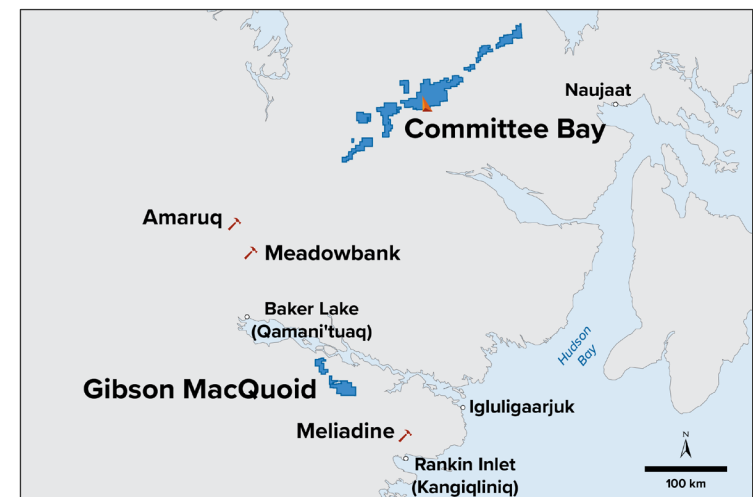 Naujaat
Committee Bay
Amaruq
Meadowbank
Baker Lake
(Qamani'tuaq)
Hudson
Bay
Gibson MacQuoid
Igluligaarjuk
Meliadine
N
Rankin Inlet
(Kangiqliniq)
100 km